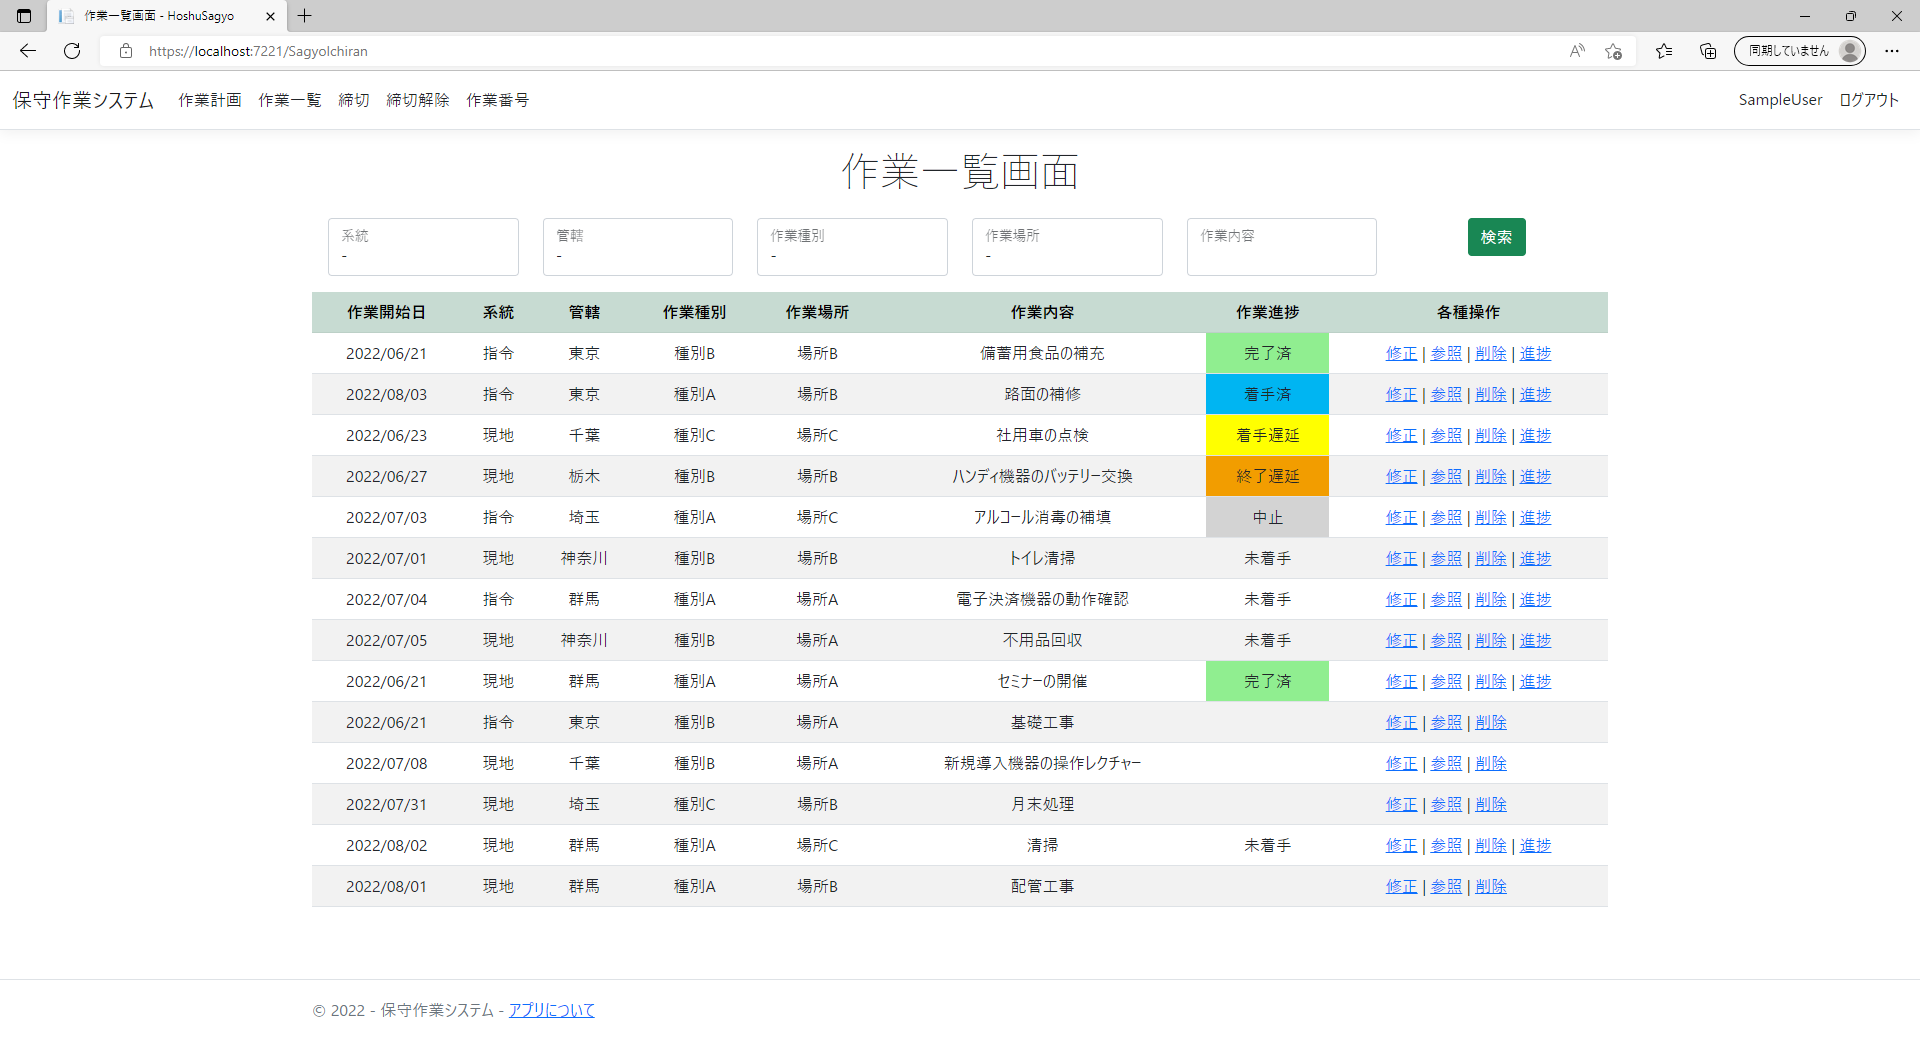 作業一覧画面 - HoshuSagyo
https://localhost:7221/SagyoIchiran
同期していません
保守作業システム 作業計画 作業一覧 締切 締切解除 作業番号 SampleUser ログアウト
作業一覧画面
系統 管轄 作業種別 作業場所 作業内容 検索
- - - -
作業開始日 系統 管轄 作業種別 作業場所 作業内容 作業進捗 各種操作
2022/06/21 指令 東京 種別B 場所B 備蓄用食品の補充 完了済 修正 | 参照 | 削除 | 進捗
2022/08/03 指令 東京 種別A 場所B 路面の補修 着手済 修正 | 参照 | 削除 | 進捗
2022/06/23 現地 千葉 種別C 場所C 社用車の点検 着手遅延 修正 | 参照 | 削除 | 進捗
2022/06/27 現地 栃木 種別B 場所B ハンディ機器のバッテリー交換 終了遅延 修正 | 参照 | 削除 | 進捗
2022/07/03 指令 埼玉 種別A 場所C アルコール消毒の補填 中止 修正 | 参照 | 削除 | 進捗
2022/07/01 現地 神奈川 種別B 場所B トイレ清掃 未着手 修正 | 参照 | 削除 | 進捗
2022/07/04 指令 群馬 種別A 場所A 電子決済機器の動作確認 未着手 修正 | 参照 | 削除 | 進捗
2022/07/05 現地 神奈川 種別B 場所A 不用品回収 未着手 修正 | 参照 | 削除 | 進捗
2022/06/21 現地 群馬 種別A 場所A セミナーの開催 完了済 修正 | 参照 | 削除 | 進捗
2022/06/21 指令 東京 種別B 場所A 基礎工事 修正 | 参照 | 削除
2022/07/08 現地 千葉 種別B 場所A 新規導入機器の操作レクチャー 修正 | 参照 | 削除
2022/07/31 現地 埼玉 種別C 場所B 月末処理 修正 | 参照 | 削除
2022/08/02 現地 群馬 種別A 場所C 清掃 未着手 修正 | 参照 | 削除 | 進捗
2022/08/01 現地 群馬 種別A 場所B 配管工事 修正 | 参照 | 削除
© 2022 - 保守作業システム - アプリについて